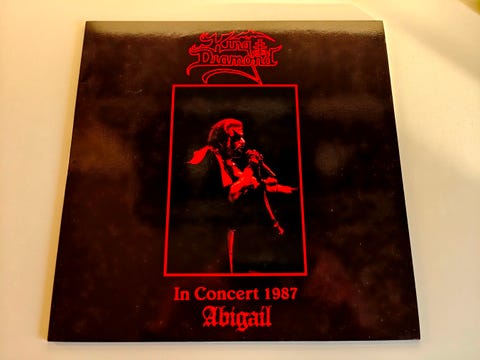 King
Diamond
In Concert 1987
Abigail